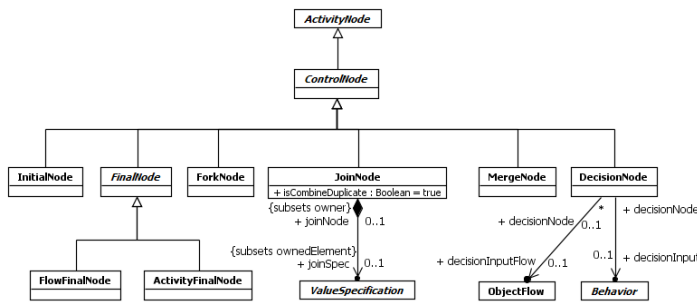 ActivityNode
ControlNode
InitialNode
FinalNode
ForkNode
JoinNode
+ isCombineDuplicate : Boolean = true
MergeNode
DecisionNode
{subsets owner}
+ joinNode
0..1
{subsets ownedElement}
+ joinSpec
0..1
*
+ decisionNode
0..1
+ decisionNode
+ decisionInputFlow
0..1
0..1
+ decisionInput
FlowFinalNode
ActivityFinalNode
ValueSpecification
ObjectFlow
Behavior